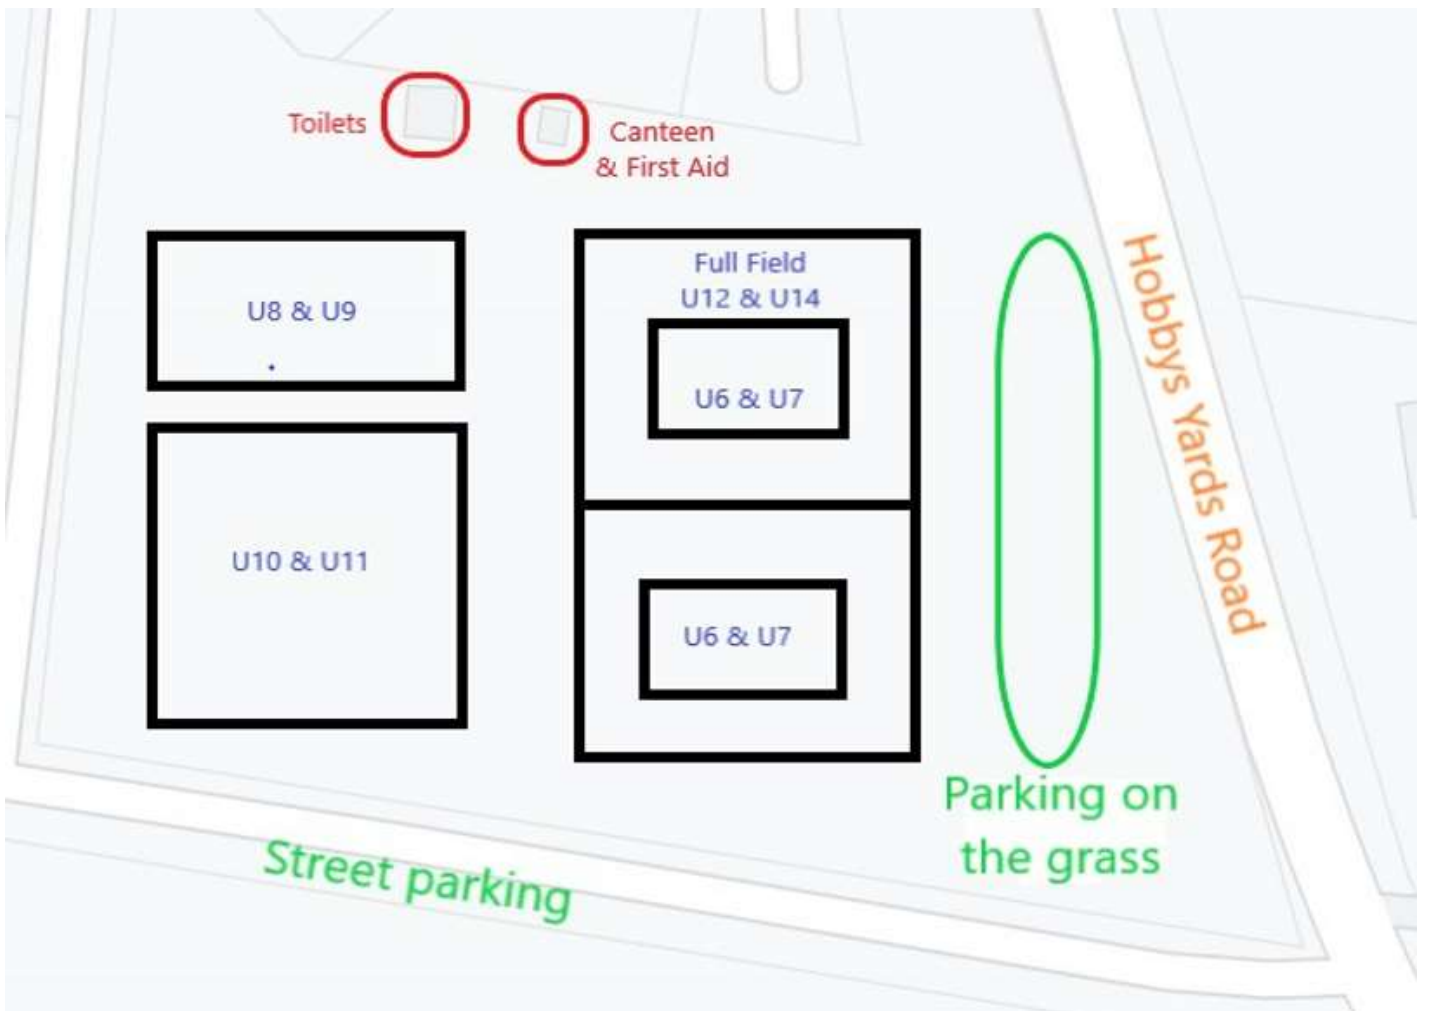 Toilets
Canteen
& First Aid
U8 & U9
Full Field
U12 & U14
U6 & U7
U10 & U11
U6 & U7
Hobbys Yards Road
Parking on
the grass
Street parking